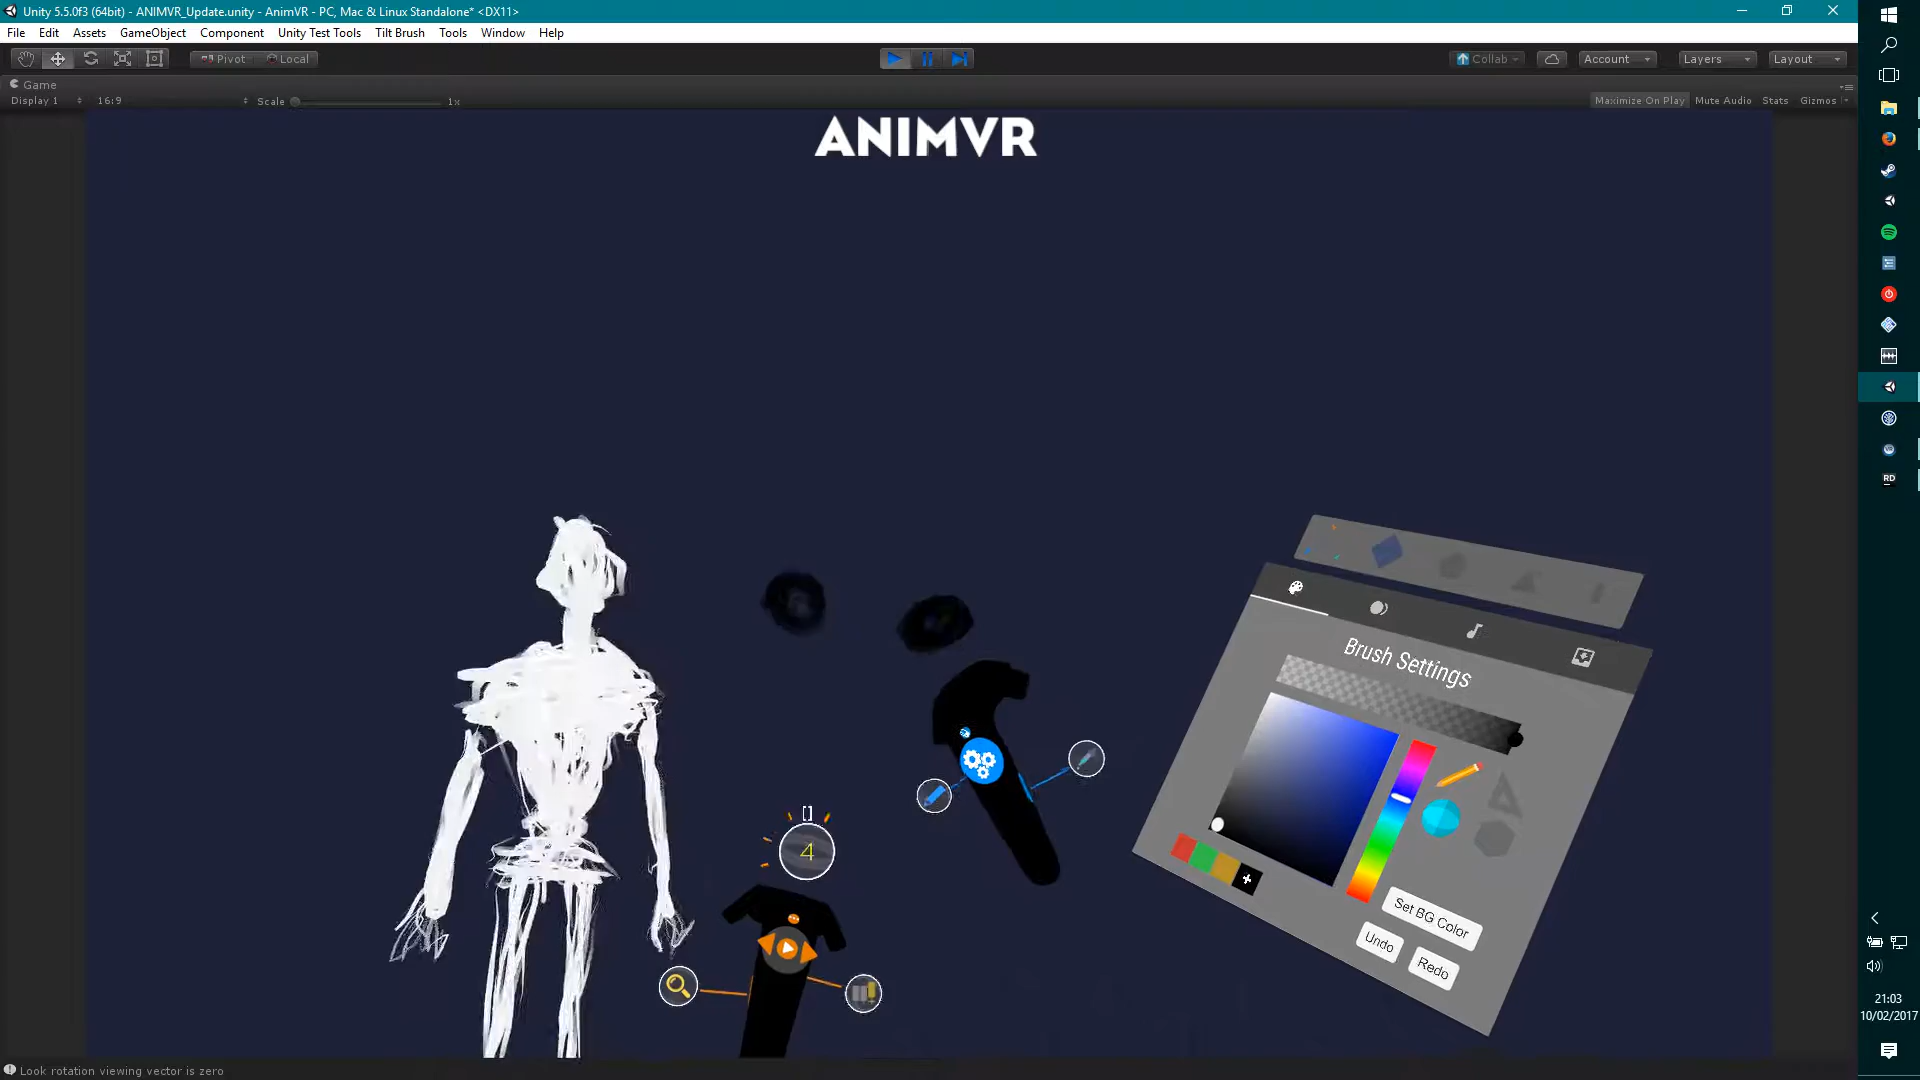 Unity 5.5.0f3 (64bit) - ANIMVR_Update.unity - AnimVR - PC, Mac & Linux Standalone* <DX11>
File Edit Assets GameObject Component Unity Test Tools Tilt Brush Tools Window Help
Pivot Local Collab Account Layers Layout
Game
Display 1 16:9 Scale 1x Maximize On Play Mute Audio Stats Gizmos
ANIMVR
Brush Settings
[]
4
Set BG Color
Undo
Redo
RD
21:03
10/02/2017
Look rotation viewing vector is zero